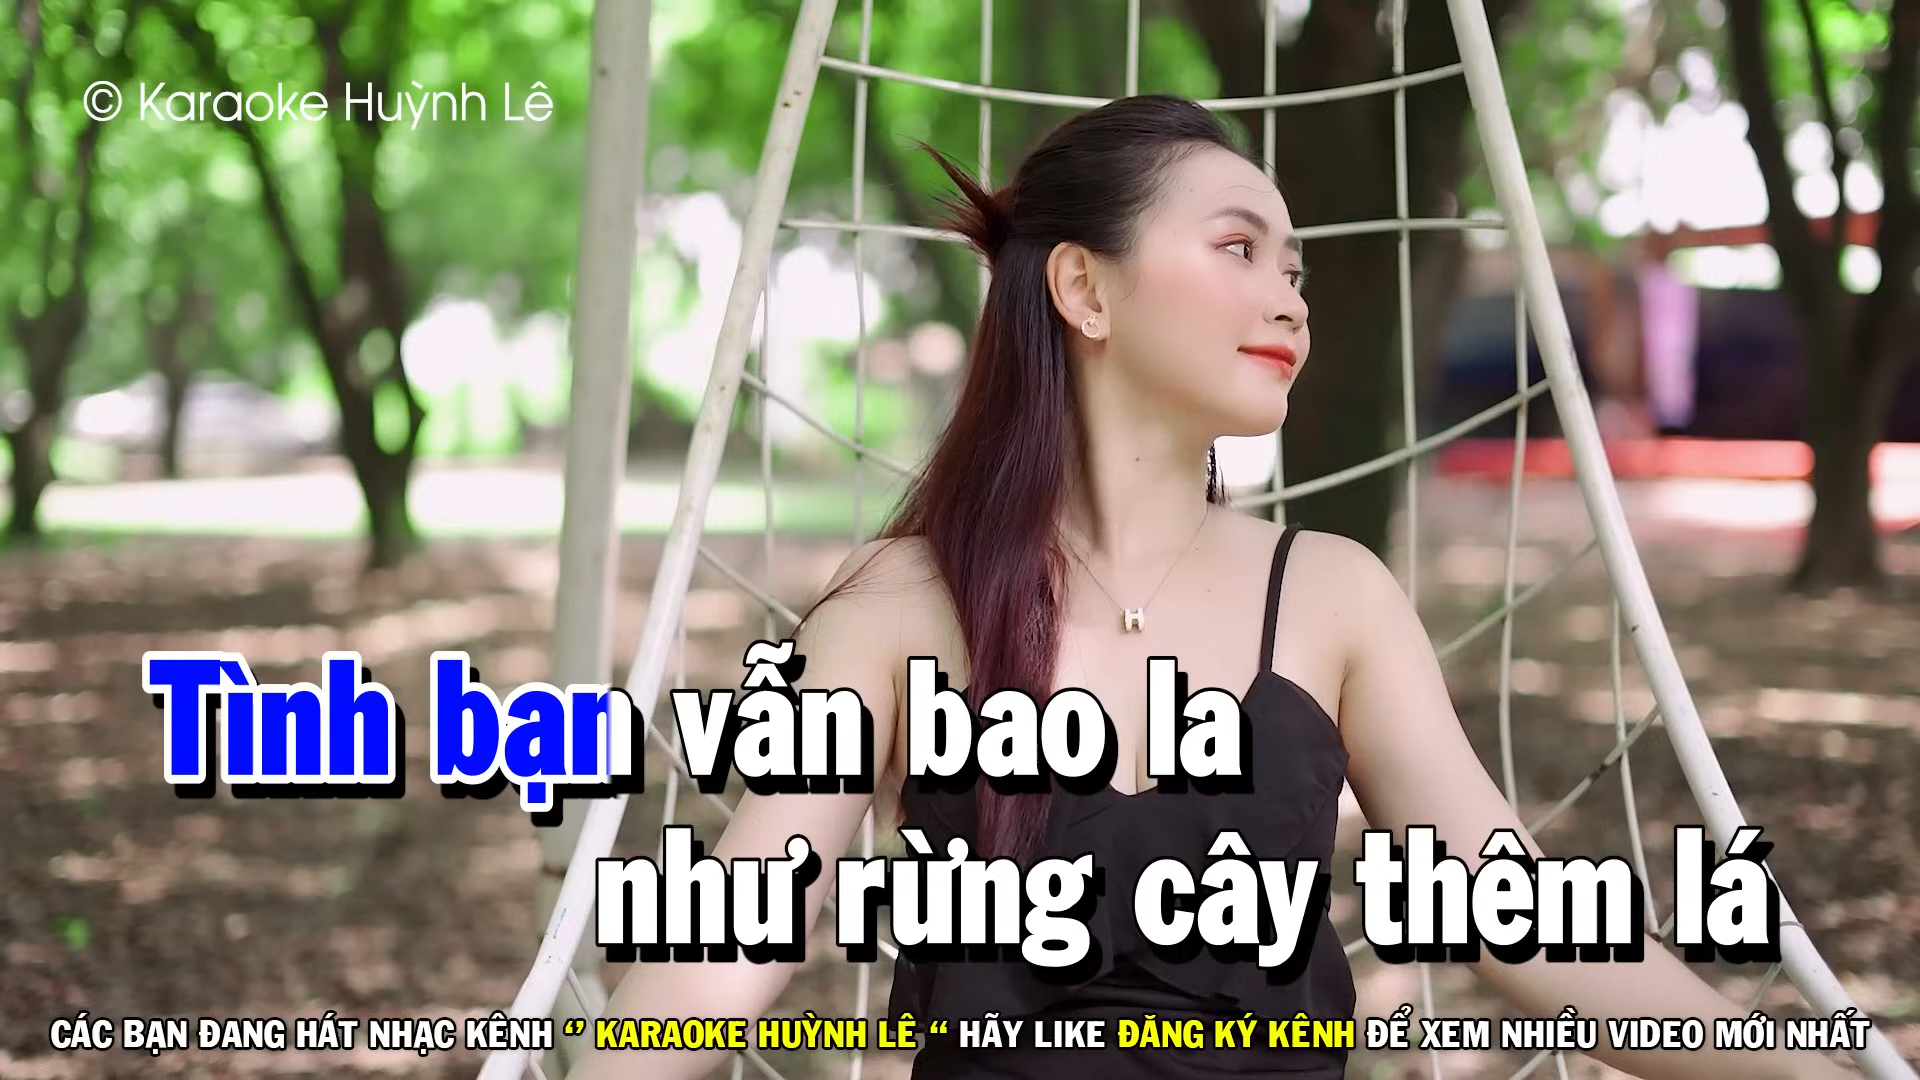 © Karaoke Huỳnh Lê
Tình bạn vẫn bao la
như rừng cây thêm lá
CÁC BẠN ĐANG HÁT NHẠC KÊNH ‘’ KARAOKE HUỲNH LÊ “ HÃY LIKE ĐĂNG KÝ KÊNH ĐỂ XEM NHIỀU VIDEO MỚI NHẤT